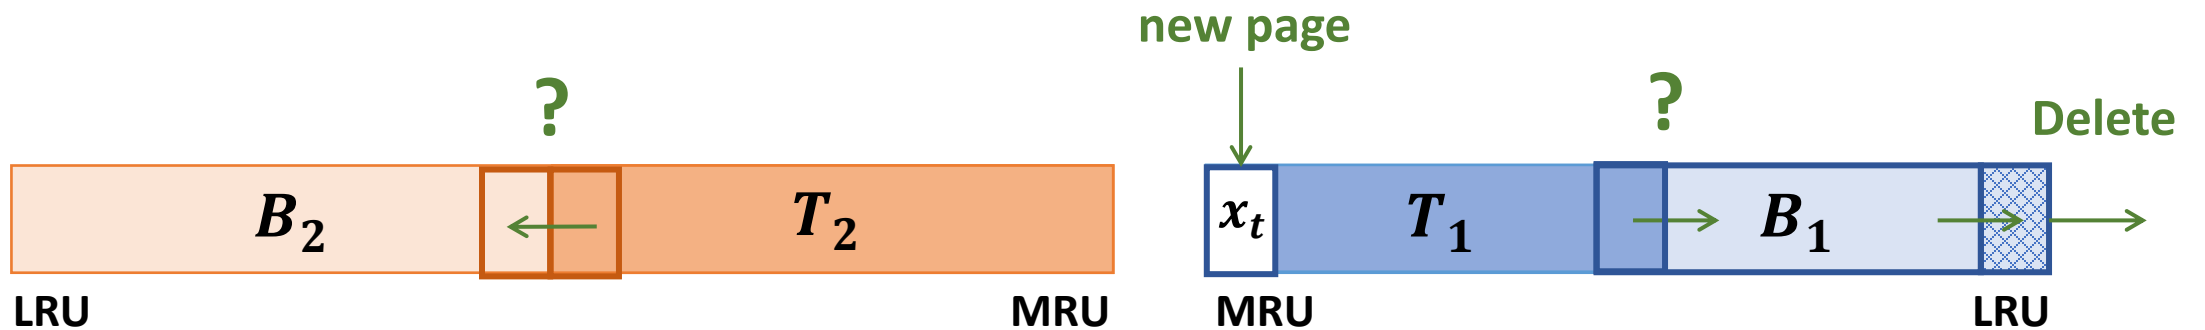 new page
?
?
Delete
B₂
T₂
xₜ
T₁
B₁
LRU
MRU
MRU
LRU